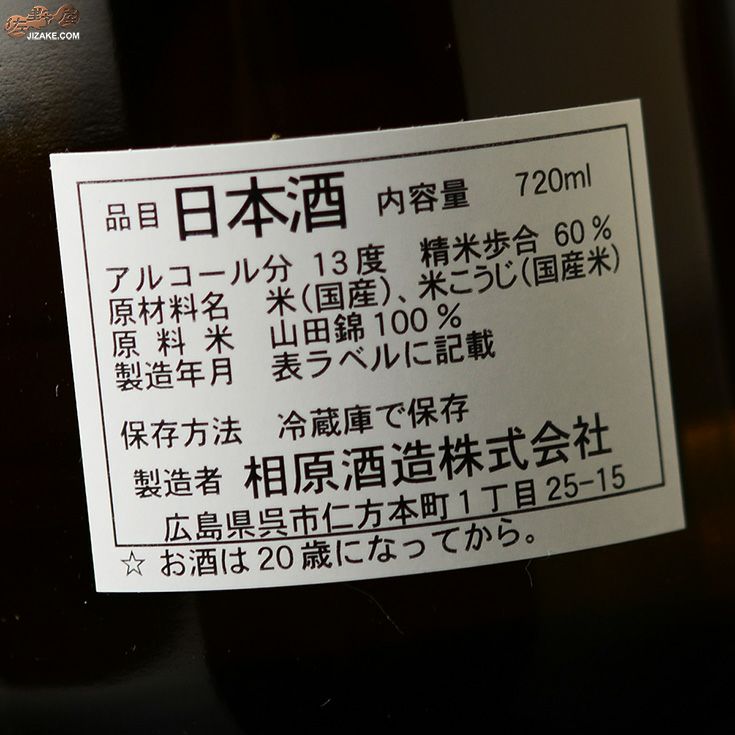 佐野屋
JIZAKE.COM
品目 日本酒 内容量 720ml
アルコール分 13度 精米歩合 60%
原材料名 米(国産)、米こうじ(国産米)
原料米 山田錦100%
製造年月 表ラベルに記載
保存方法 冷蔵庫で保存
製造者 相原酒造株式会社
広島県呉市仁方本町1丁目25-15
☆ お酒は20歳になってから。